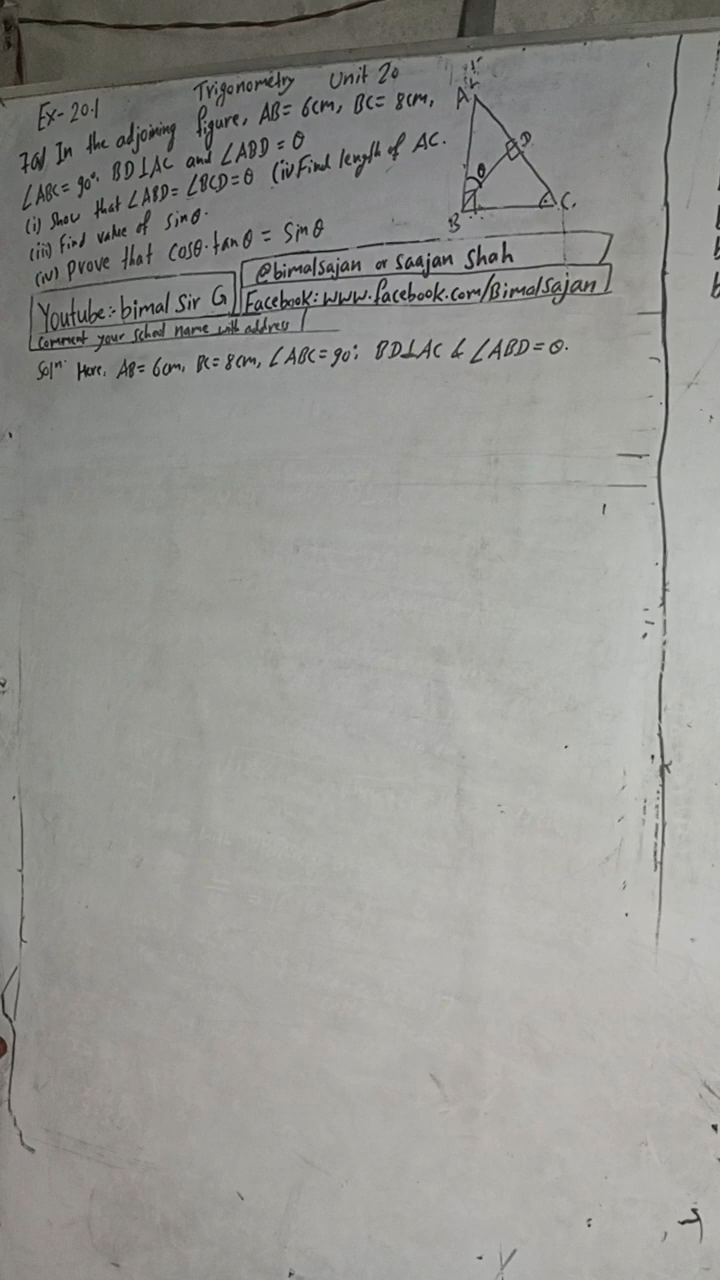 Ex-20.1 Trigonometry Unit 20
7a) In the adjoining figure, AB= 6cm, BC= 8cm,
∠ABC= 90°, BD⊥AC and ∠ABD = θ
(i) Show that ∠ABD= ∠BCD=θ (ii) Find length of AC.
(iii) Find value of sinθ.
(iv) Prove that cosθ.tanθ = sinθ
A
D
θ
B
C
Youtube:- bimal Sir G
@bimalsajan or Saajan Shah
Facebook: www.facebook.com/BimalSajan
Comment your school name with address
Solⁿ: Here, AB= 6cm, BC= 8cm, ∠ABC= 90°, BD⊥AC & ∠ABD= θ.